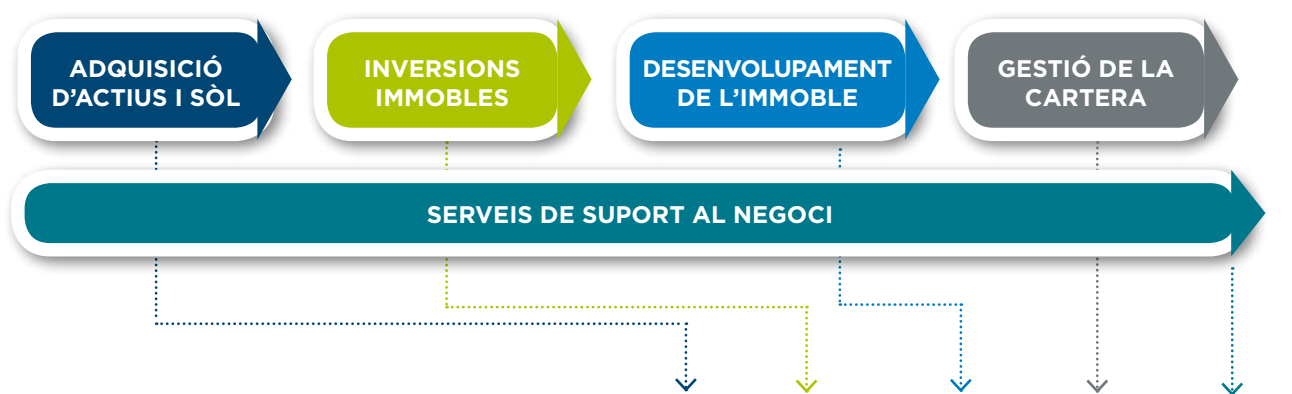 ADQUISICIÓ
D’ACTIUS I SÒL
INVERSIONS
IMMOBLES
DESENVOLUPAMENT
DE L’IMMOBLE
GESTIÓ DE LA
CARTERA
SERVEIS DE SUPORT AL NEGOCI